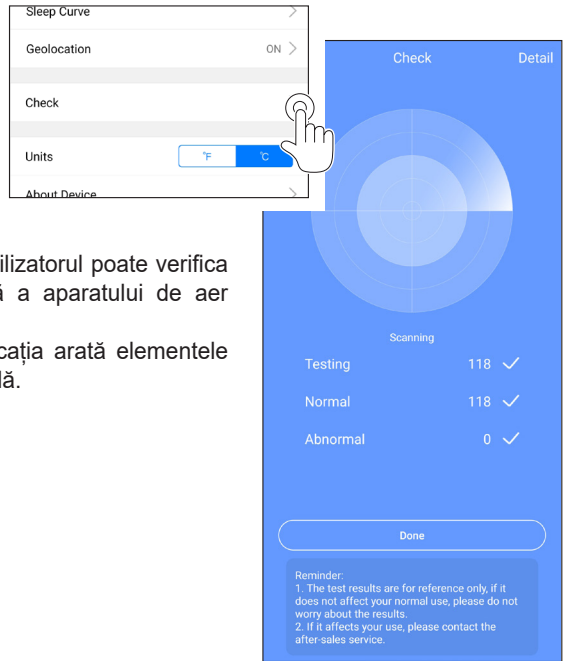 Sleep Curve
Geolocation ON
Check
Units °F °C
About Device
poate verifica
a aparatului de aer
arată elementele
Check Detail
Scanning
Testing 118
Normal 118
Abnormal 0
Done
Reminder:
1. The test results are for reference only, if it
does not affect your normal use, please do not
worry about the results.
2. If it affects your use, please contact the
after-sales service.